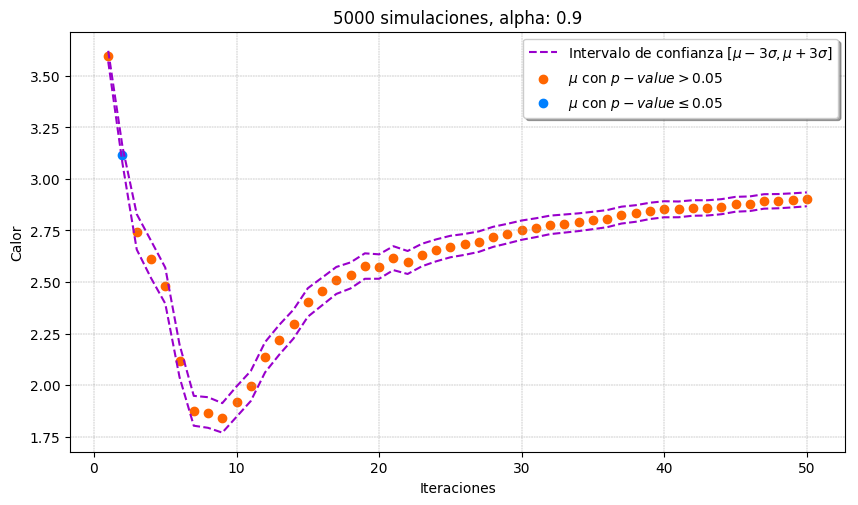 5000 simulaciones, alpha: 0.9
Intervalo de confianza [μ − 3σ, μ + 3σ]
μ con p − value > 0.05
μ con p − value ≤ 0.05
Calor
3.50
3.25
3.00
2.75
2.50
2.25
2.00
1.75
0 10 20 30 40 50
Iteraciones